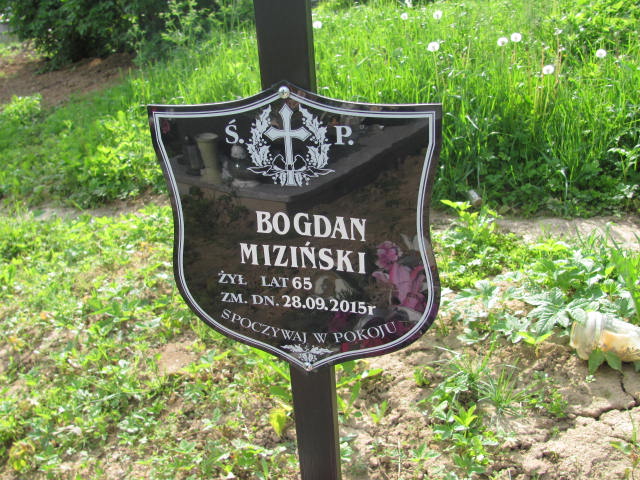 Ś. P.
BOGDAN
MIZIŃSKI
ŻYŁ LAT 65
ZM. DN. 28.09.2015r
SPOCZYWAJ W POKOJU